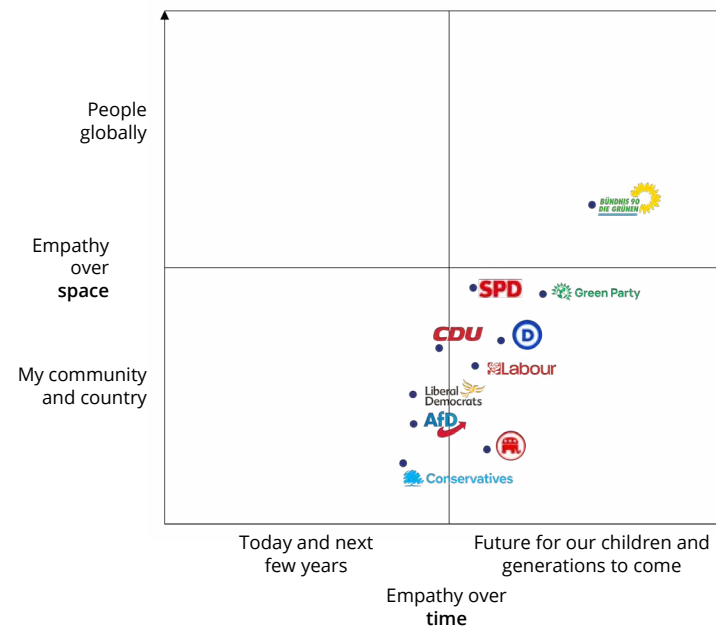 People
globally
Empathy
over
space
My community
and country
BÜNDNIS 90
DIE GRÜNEN
SPD
Green Party
CDU
D
Labour
Liberal
Democrats
AfD
Conservatives
Today and next
few years
Future for our children and
generations to come
Empathy over
time